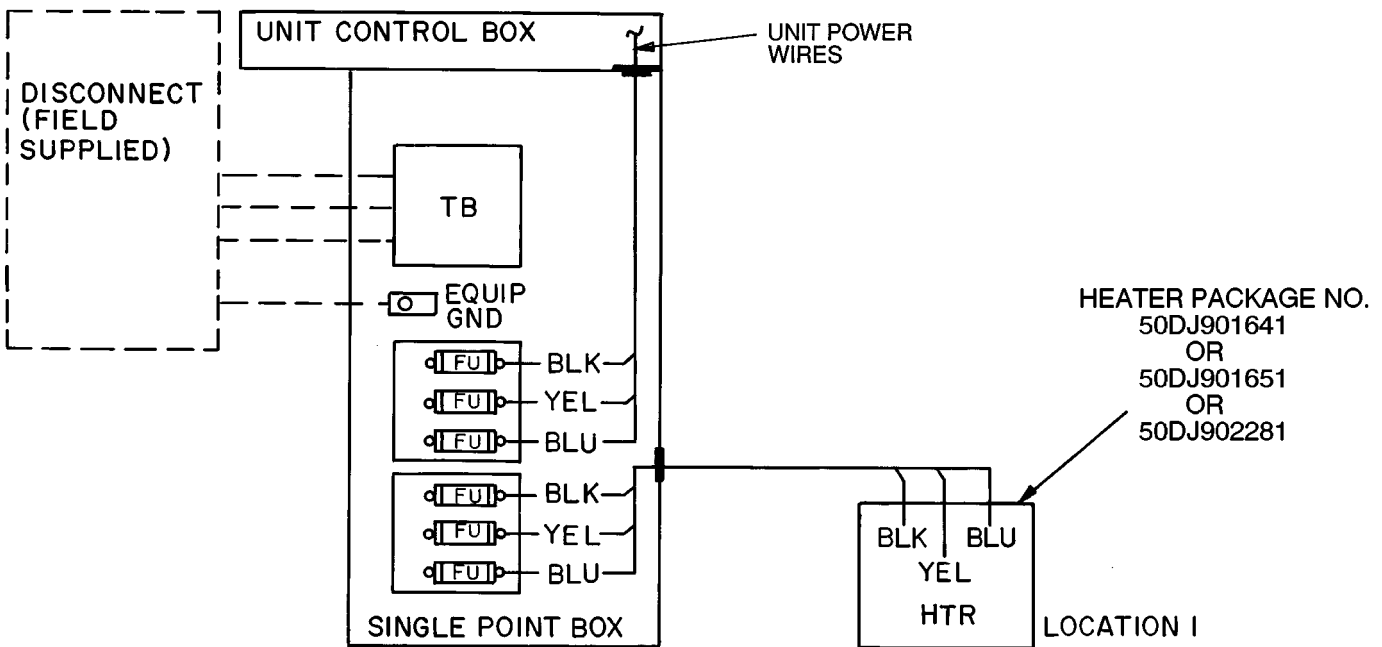 UNIT CONTROL BOX
UNIT POWER
WIRES
DISCONNECT
(FIELD
SUPPLIED)
TB
EQUIP
GND
FU BLK
FU YEL
FU BLU
FU BLK
FU YEL
FU BLU
SINGLE POINT BOX
HEATER PACKAGE NO.
50DJ901641
OR
50DJ901651
OR
50DJ902281
BLK BLU
YEL
HTR
LOCATION 1